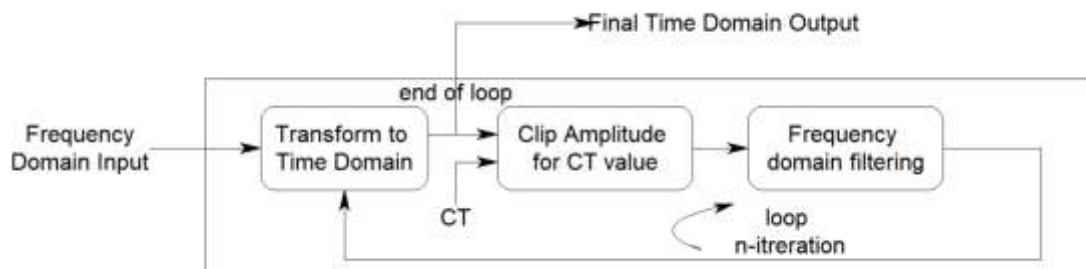 Final Time Domain Output
end of loop
Frequency
Domain Input
Transform to
Time Domain
Clip Amplitude
for CT value
Frequency
domain filtering
CT
loop
n-itreration